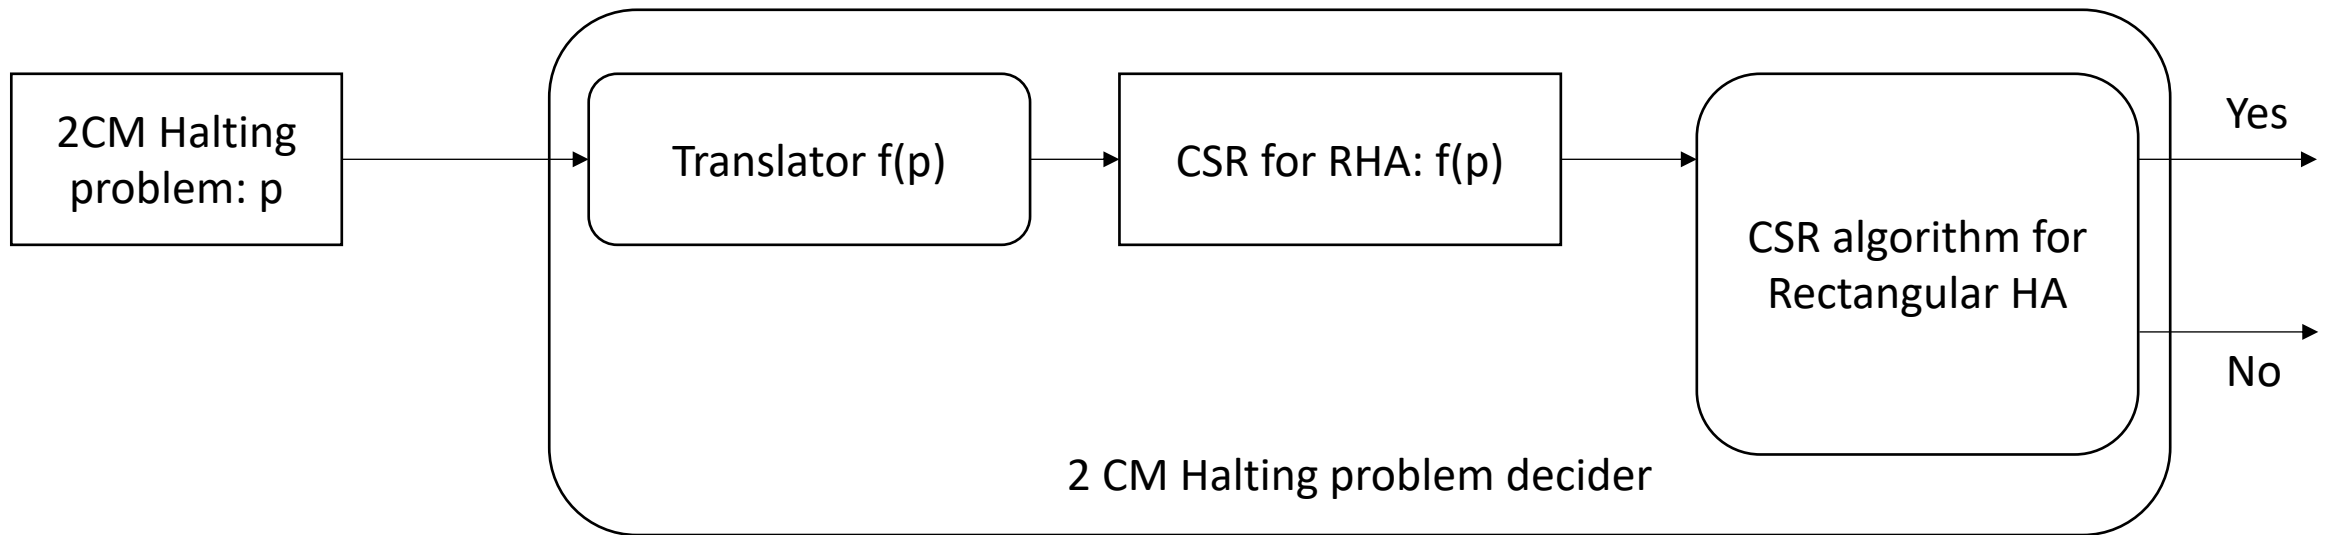 2CM Halting
problem: p
Translator f(p)
CSR for RHA: f(p)
CSR algorithm for
Rectangular HA
Yes
No
2 CM Halting problem decider